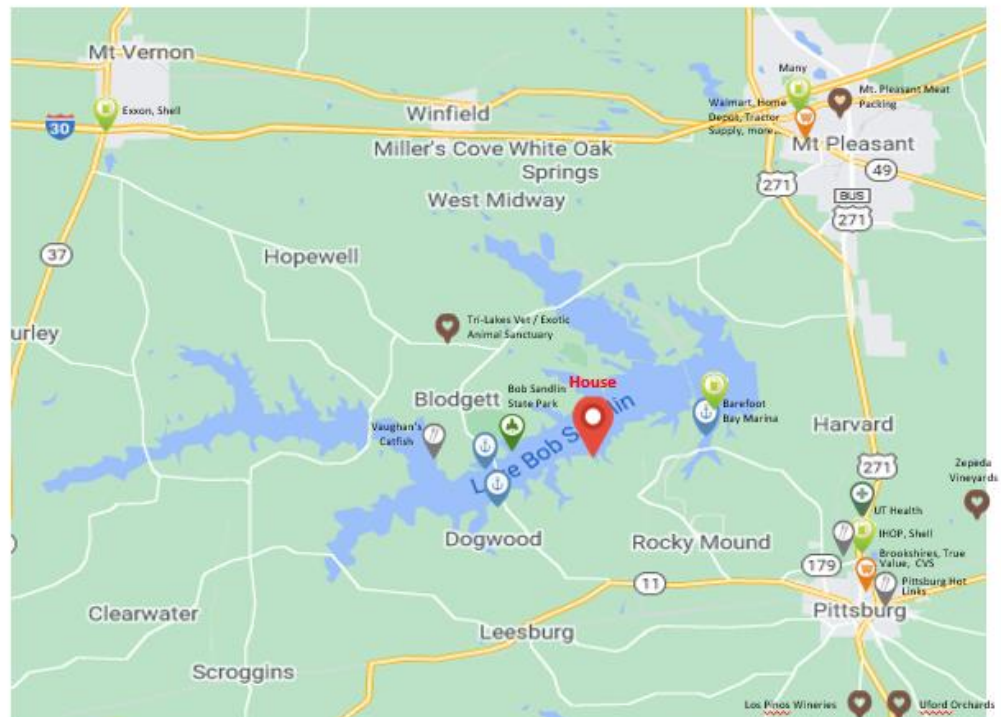 Mt Vernon
Exxon, Shell
30
Winfield
Many
Mt. Pleasant Meat
Packing
Walmart, Home
Depot, Tractor
Supply, more..
Mt Pleasant
49
Miller's Cove White Oak
Springs
West Midway
271
BUS
271
37
Hopewell
urley
Tri-Lakes Vet / Exotic
Animal Sanctuary
Blodgett
Bob Sandlin
State Park
House
Vaughan's
Catfish
Lake Bob Sandlin
Barefoot
Bay Marina
Harvard
271
Zepeda
Vineyards
UT Health
IHOP, Shell
Dogwood
Rocky Mound
Brookshires, True
Value, CVS
179
11
Pittsburg Hot
Links
Pittsburg
Clearwater
Leesburg
Scroggins
Los Pinos Wineries
Uford Orchards